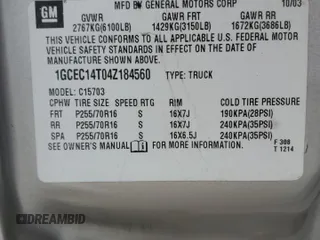 MFD BY GENERAL MOTORS CORP 10/03
GVWR GAWR FRT GAWR RR
2767KG(6100LB) 1429KG(3150LB) 1672KG(3686LB)
THIS VEHICLE CONFORMS TO ALL APPLICABLE U.S. FEDERAL
MOTOR VEHICLE SAFETY STANDARDS IN EFFECT ON THE DATE OF
MANUFACTURE SHOWN ABOVE.
1GCEC14T04Z184560 TYPE: TRUCK
MODEL: C15703
CPHW TIRE SIZE SPEED RTG RIM COLD TIRE PRESSURE
FRT P255/70R16 S 16X7J 190KPA(28PSI)
RR P255/70R16 S 16X7J 240KPA(35PSI)
SPA P255/70R16 S 16X6.5J 240KPA(35PSI)
SEE OWNER'S MANUAL FOR MORE INFORMATION.
F 388
T 1214
DREAMBID